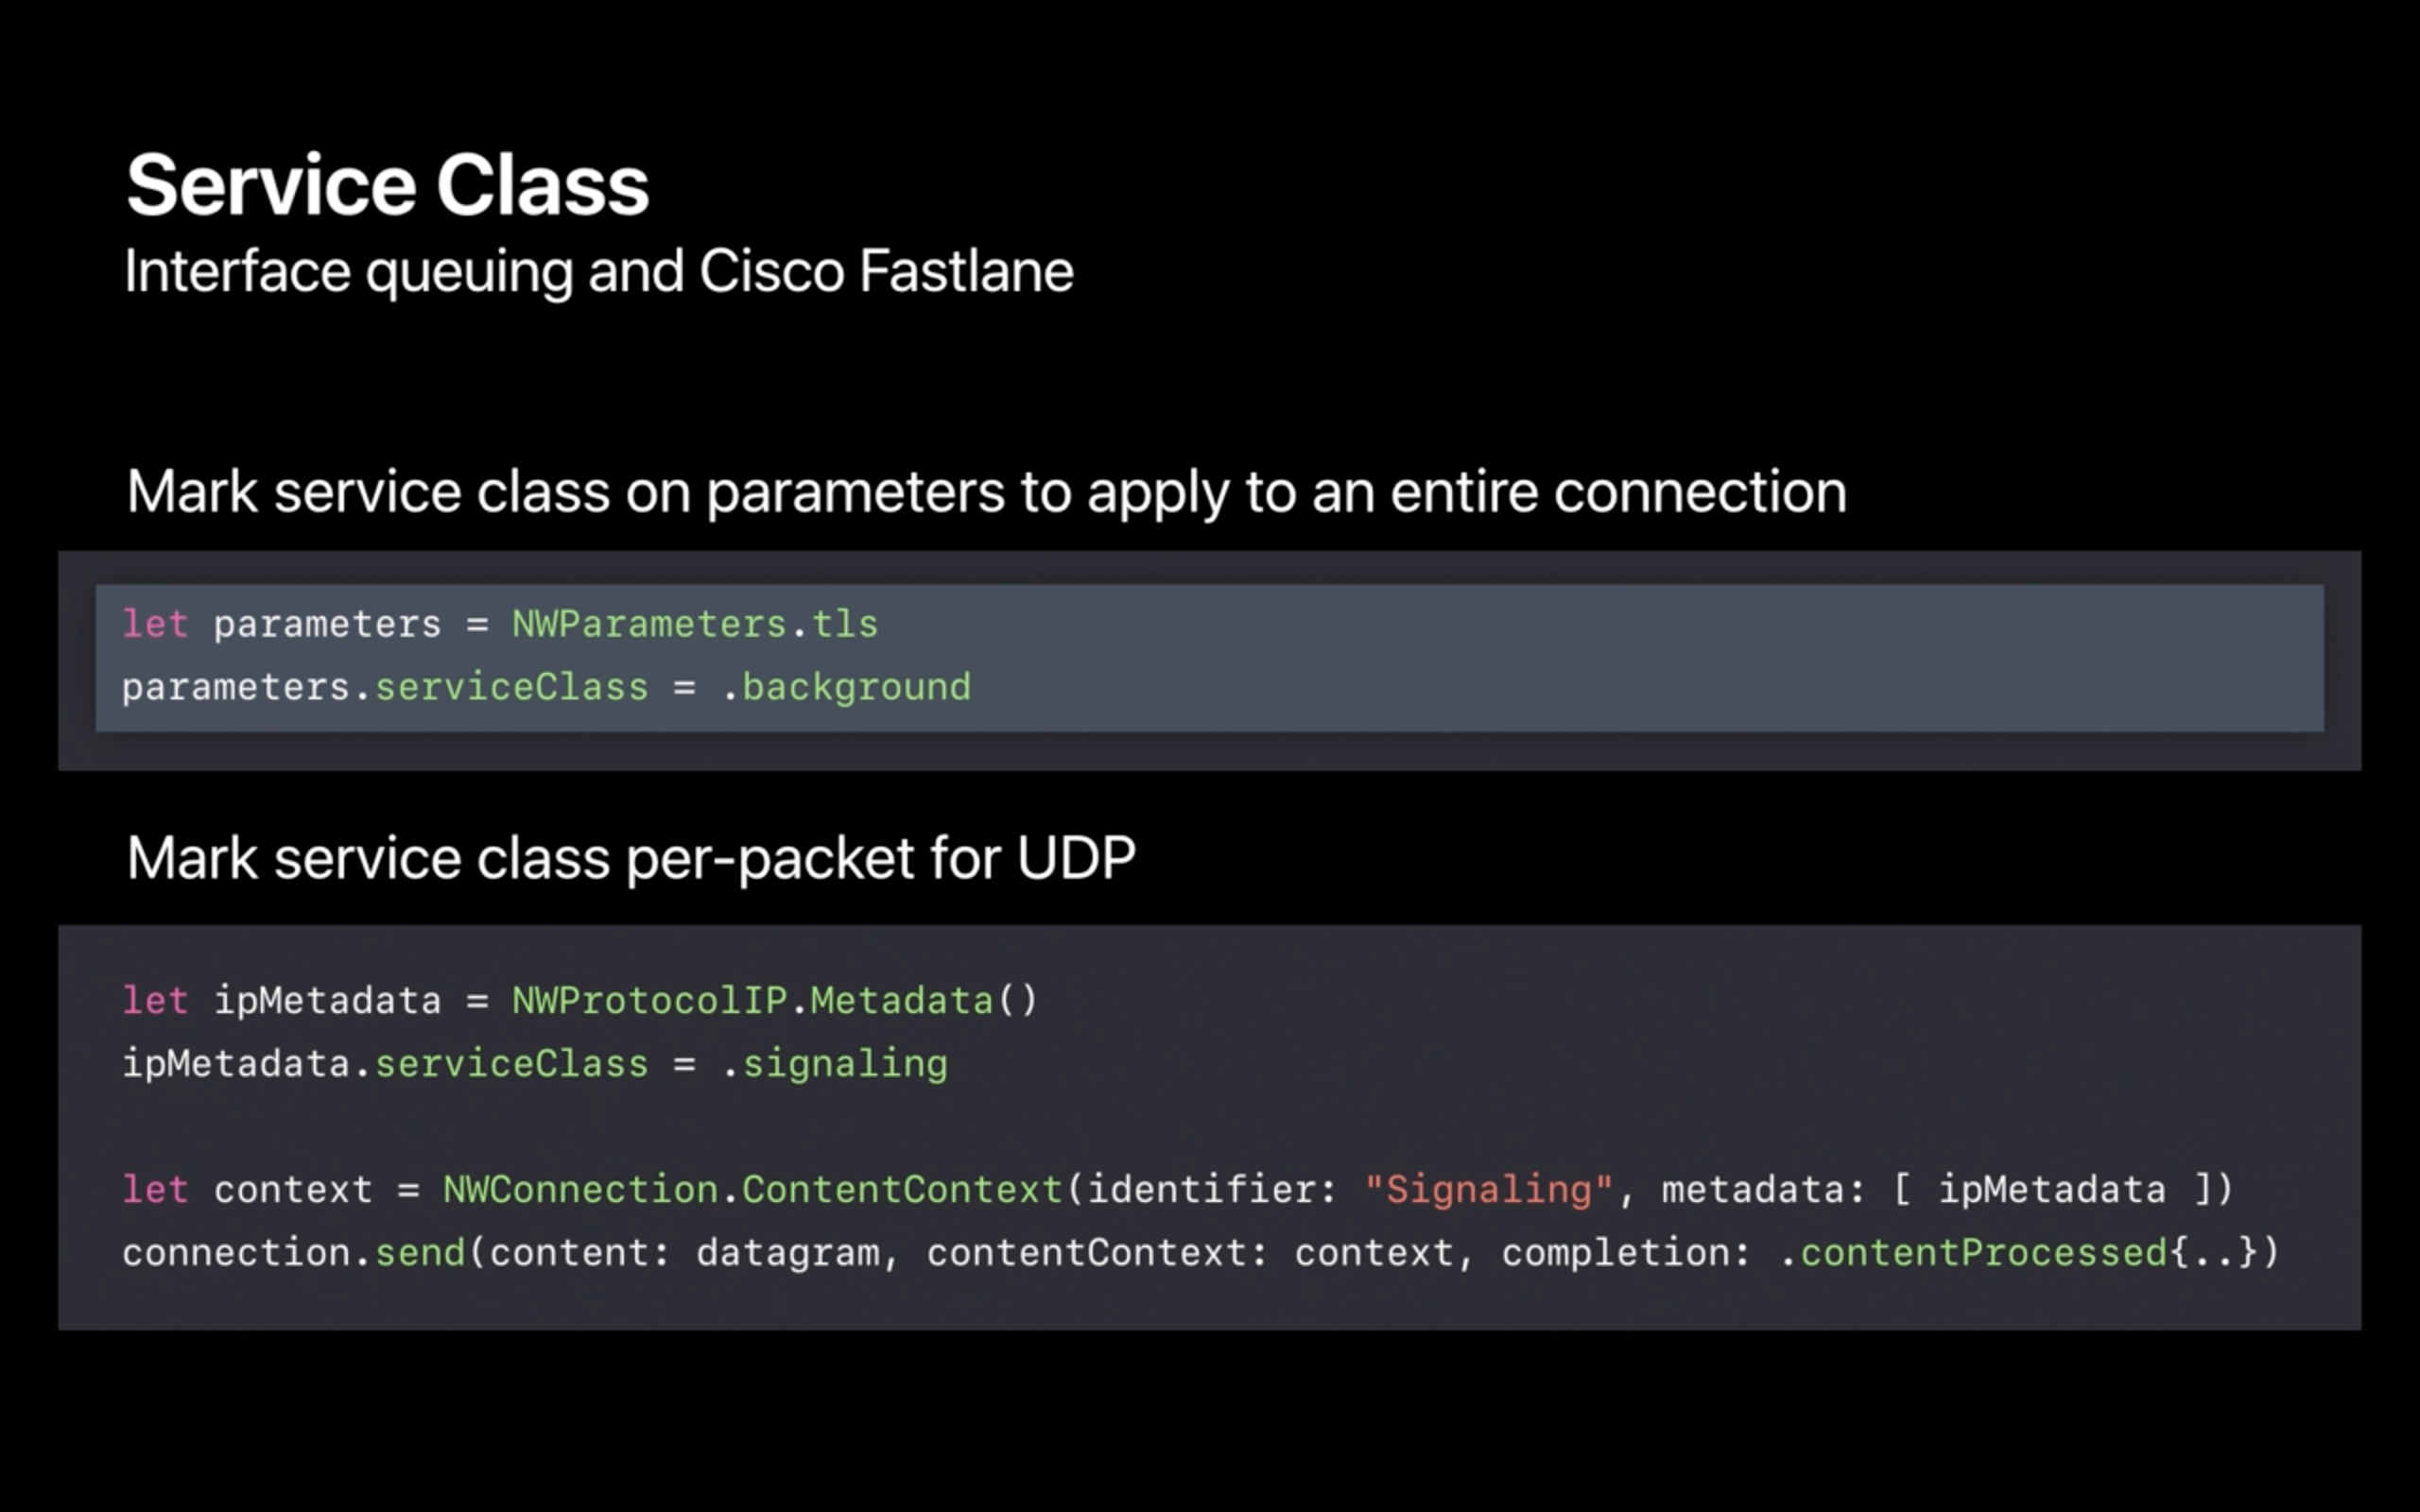 Service Class
Interface queuing and Cisco Fastlane
Mark service class on parameters to apply to an entire connection
let parameters = NWParameters.tls
parameters.serviceClass = .background
Mark service class per-packet for UDP
let ipMetadata = NWProtocolIP.Metadata()
ipMetadata.serviceClass = .signaling
let context = NWConnection.ContentContext(identifier: "Signaling", metadata: [ ipMetadata ])
connection.send(content: datagram, contentContext: context, completion: .contentProcessed{..})